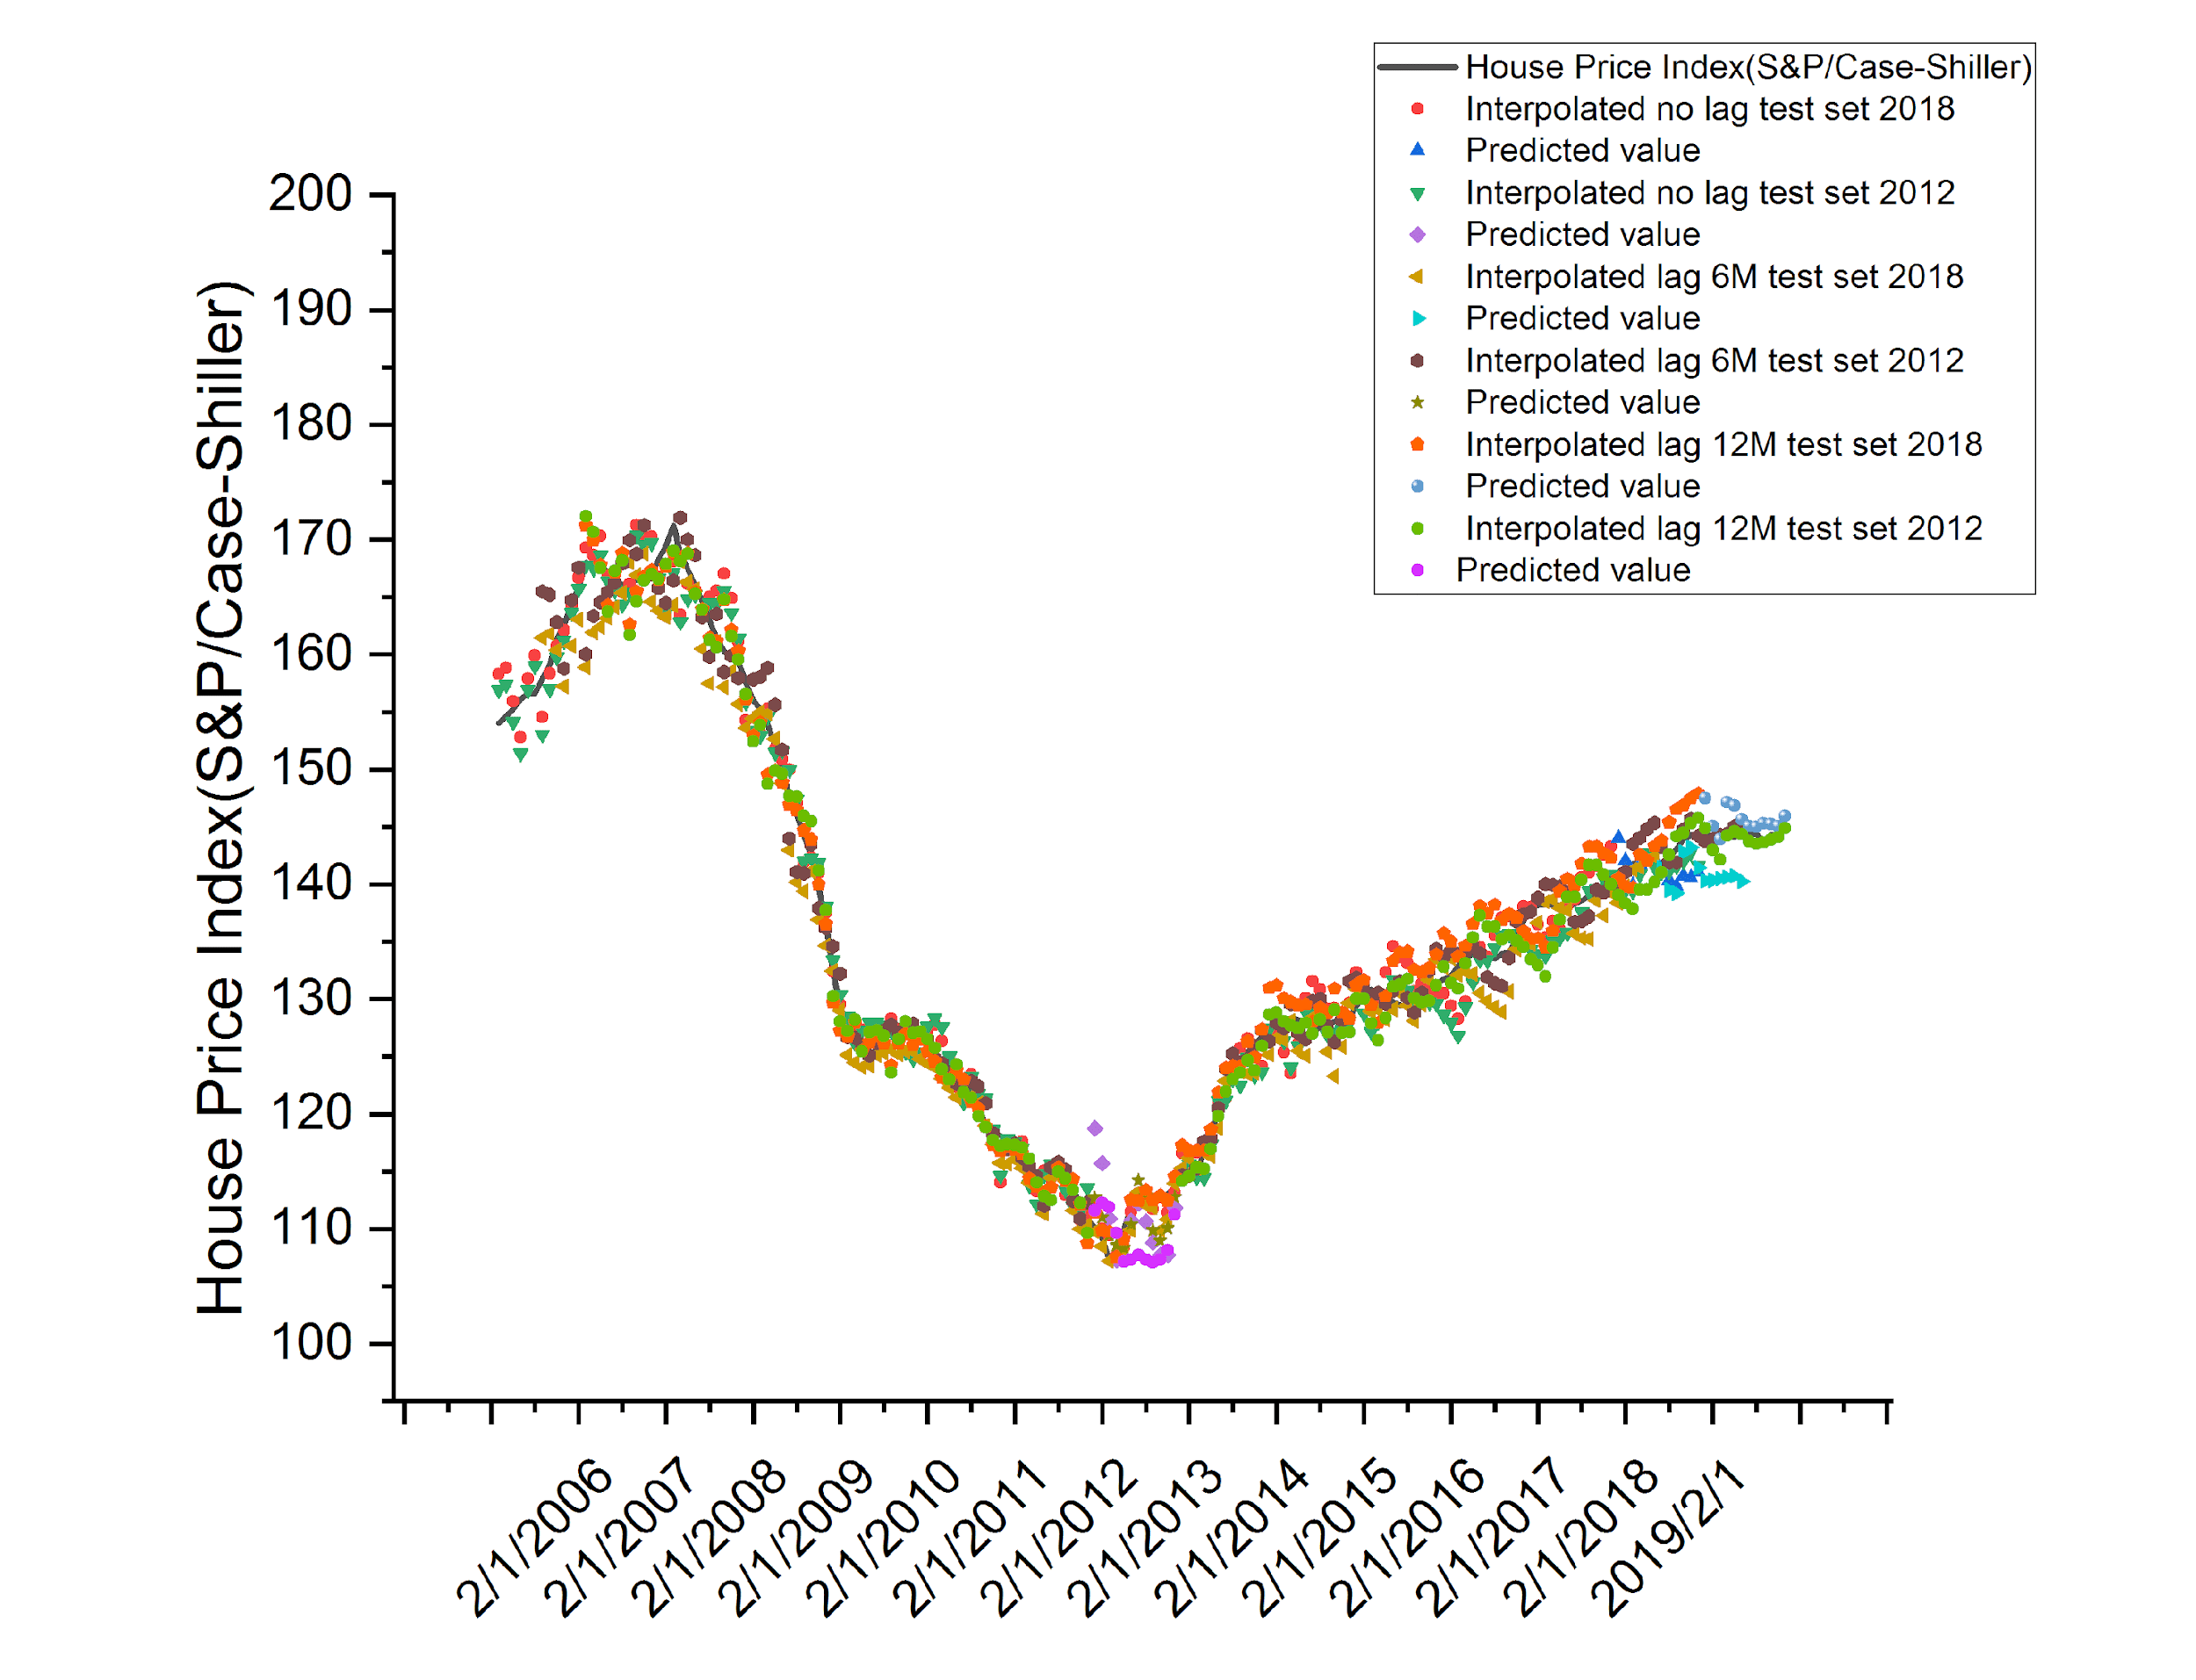 House Price Index(S&P/Case-Shiller)
Interpolated no lag test set 2018
Predicted value
Interpolated no lag test set 2012
Predicted value
Interpolated lag 6M test set 2018
Predicted value
Interpolated lag 6M test set 2012
Predicted value
Interpolated lag 12M test set 2018
Predicted value
Interpolated lag 12M test set 2012
Predicted value
House Price Index(S&P/Case-Shiller)
200
190
180
170
160
150
140
130
120
110
100
2/1/2006
2/1/2007
2/1/2008
2/1/2009
2/1/2010
2/1/2011
2/1/2012
2/1/2013
2/1/2014
2/1/2015
2/1/2016
2/1/2017
2/1/2018
2019/2/1